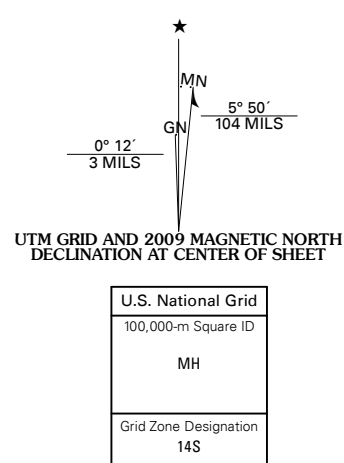 ★
MN
GN
5° 50´
104 MILS
0° 12´
3 MILS
UTM GRID AND 2009 MAGNETIC NORTH
DECLINATION AT CENTER OF SHEET
U.S. National Grid
100,000-m Square ID
MH
Grid Zone Designation
14S